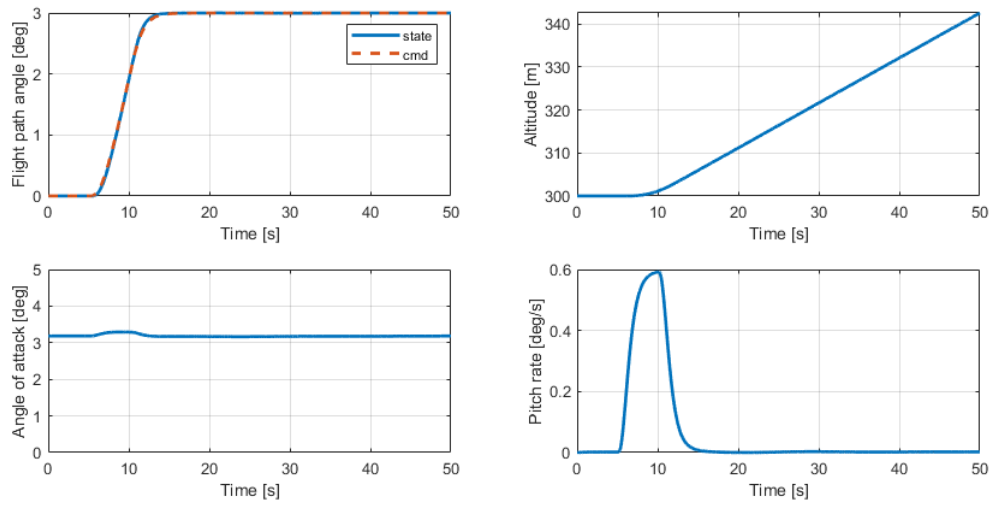 Flight path angle [deg]
3
2
1
0
state
cmd
0 10 20 30 40 50
Time [s]
Altitude [m]
340
330
320
310
300
0 10 20 30 40 50
Time [s]
Angle of attack [deg]
5
4
3
2
1
0
0 10 20 30 40 50
Time [s]
Pitch rate [deg/s]
0.6
0.4
0.2
0
0 10 20 30 40 50
Time [s]